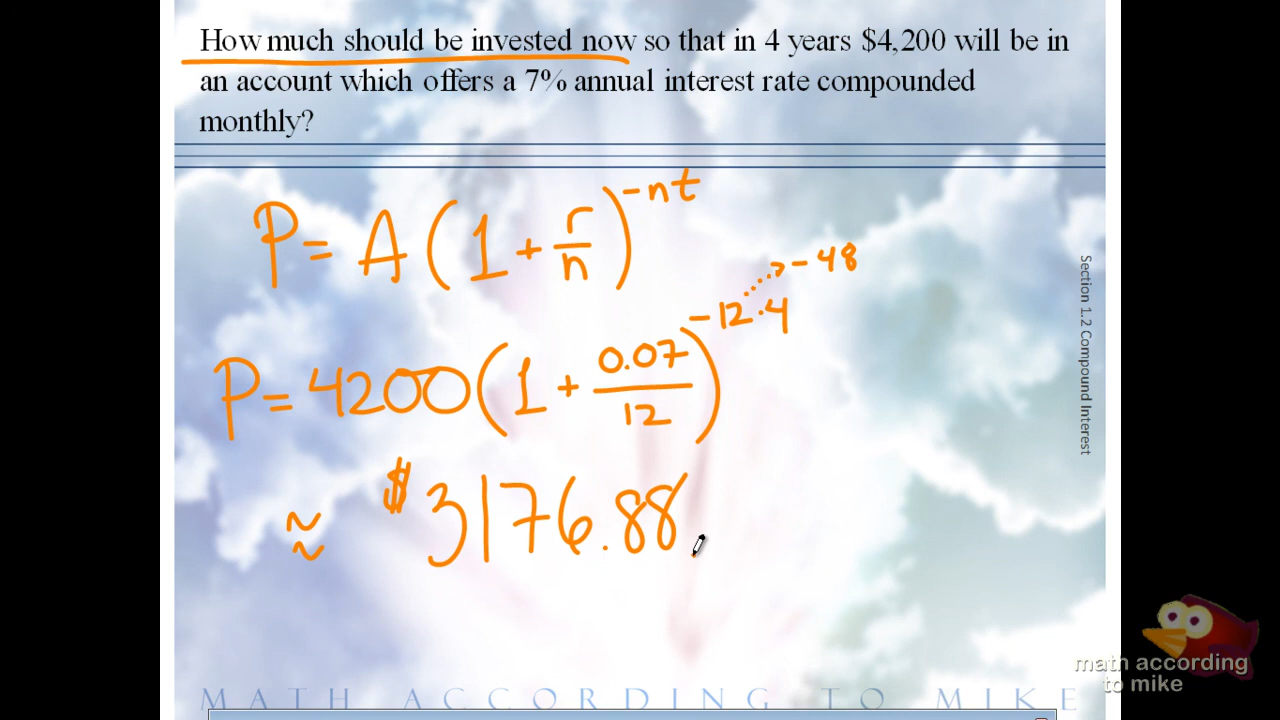 How much should be invested now so that in 4 years $4,200 will be in
an account which offers a 7% annual interest rate compounded
monthly?
P = A (1 + r/n)^-nt
P = 4200 (1 + 0.07/12)^-12·4 ····> -48
≈ $3176.88
Section 1.2 Compound Interest
math according
to mike
MATH ACCORDING TO MIKE